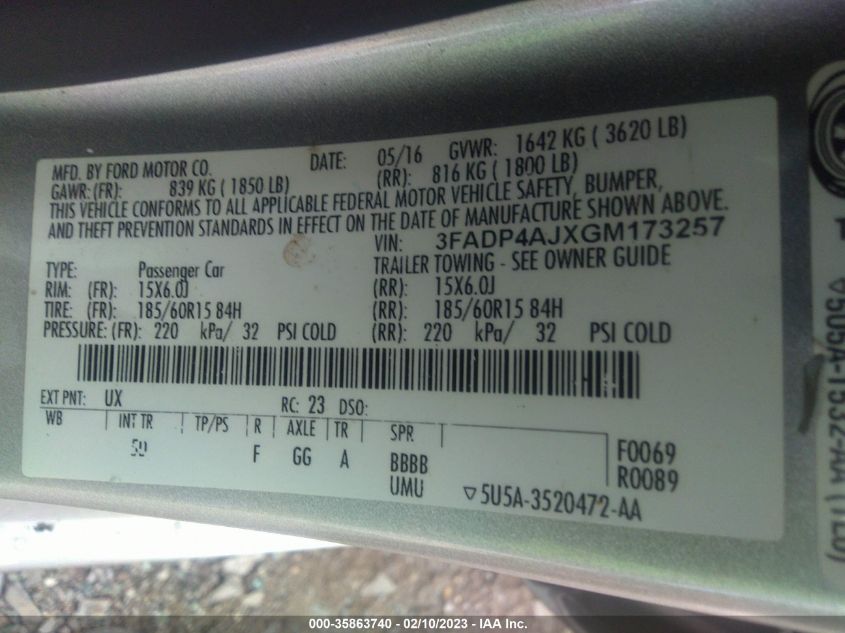 MFD. BY FORD MOTOR CO. DATE: 05/16 GVWR: 1642 KG ( 3620 LB)
GAWR: (FR): 839 KG ( 1850 LB) (RR): 816 KG ( 1800 LB)
THIS VEHICLE CONFORMS TO ALL APPLICABLE FEDERAL MOTOR VEHICLE SAFETY, BUMPER,
AND THEFT PREVENTION STANDARDS IN EFFECT ON THE DATE OF MANUFACTURE SHOWN ABOVE.
VIN: 3FADP4AJXGM173257
TYPE: Passenger Car TRAILER TOWING - SEE OWNER GUIDE
RIM: (FR): 15X6.0J (RR): 15X6.0J
TIRE: (FR): 185/60R15 84H (RR): 185/60R15 84H
PRESSURE: (FR): 220 kPa/ 32 PSI COLD (RR): 220 kPa/ 32 PSI COLD
EXT PNT: UX RC: 23 DSO:
WB INT TR TP/PS R AXLE TR SPR
F GG A BBBB F0069
UMU R0089
▽5U5A-3520472-AA
▽5U5A-1532-AA
000-35863740 - 02/10/2023 - IAA Inc.